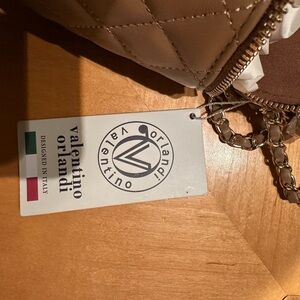 valentino
orlandi
DESIGNED IN ITALY
orlandi
valentino